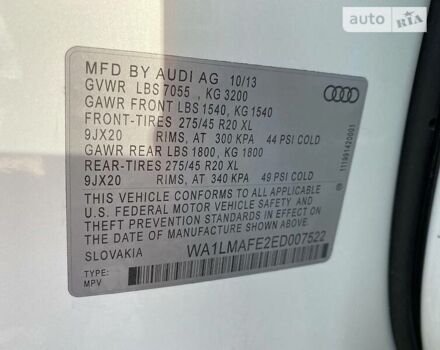 auto RIA
MFD BY AUDI AG 10/13
GVWR LBS 7055 , KG 3200
GAWR FRONT LBS 1540, KG 1540
FRONT-TIRES 275/45 R20 XL
9JX20 RIMS, AT 300 KPA 44 PSI COLD
GAWR REAR LBS 1800, KG 1800
REAR-TIRES 275/45 R20 XL
9JX20 RIMS, AT 340 KPA 49 PSI COLD
THIS VEHICLE CONFORMS TO ALL APPLICABLE
U.S. FEDERAL MOTOR VEHICLE SAFETY AND
THEFT PREVENTION STANDARDS IN EFFECT ON
THE DATE OF MANUFACTURE SHOWN ABOVE.
SLOVAKIA WA1LMAFE2ED007522
TYPE:
MPV